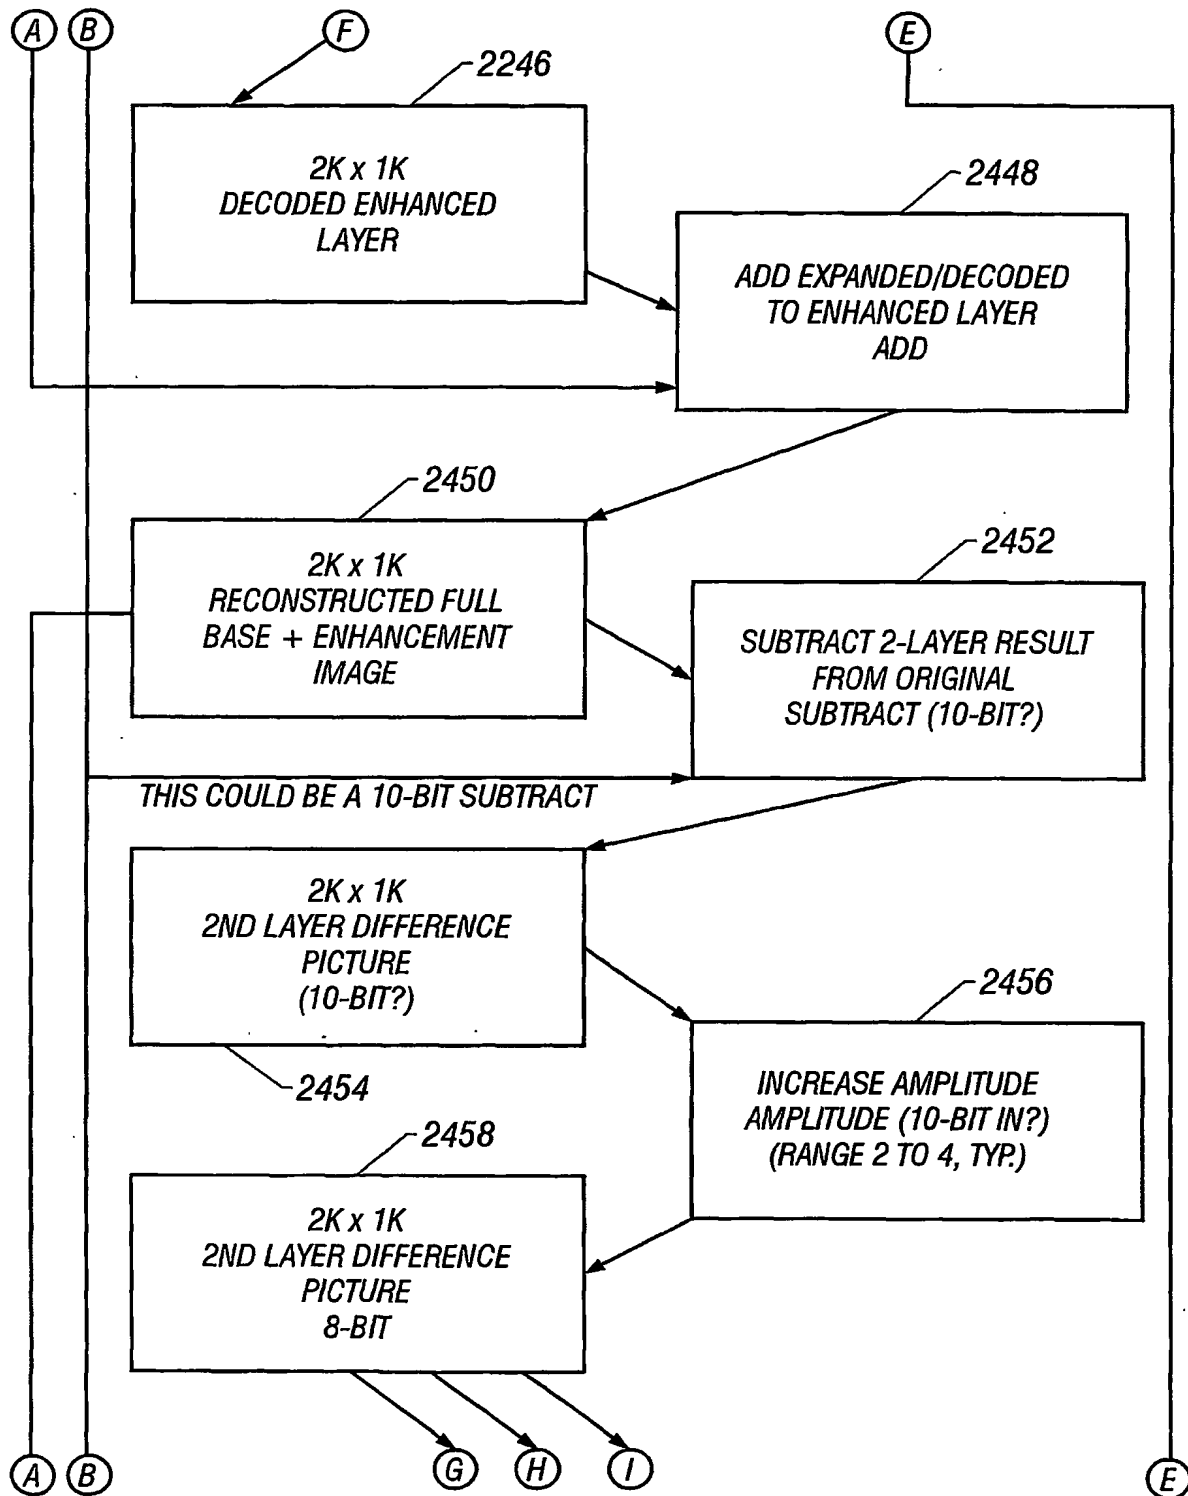 A B F E
2246
2K x 1K
DECODED ENHANCED
LAYER
2448
ADD EXPANDED/DECODED
TO ENHANCED LAYER
ADD
2450
2K x 1K
RECONSTRUCTED FULL
BASE + ENHANCEMENT
IMAGE
2452
SUBTRACT 2-LAYER RESULT
FROM ORIGINAL
SUBTRACT (10-BIT?)
THIS COULD BE A 10-BIT SUBTRACT
2K x 1K
2ND LAYER DIFFERENCE
PICTURE
(10-BIT?)
2454
2456
INCREASE AMPLITUDE
AMPLITUDE (10-BIT IN?)
(RANGE 2 TO 4, TYP.)
2458
2K x 1K
2ND LAYER DIFFERENCE
PICTURE
8-BIT
A B G H I E